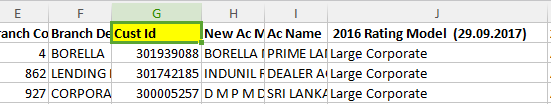 E F G H I J
ranch Co Branch De Cust Id New Ac M Ac Name 2016 Rating Model (29.09.2017)
4 BORELLA 301939088 BORELLA PRIME LAN Large Corporate
862 LENDING 301742185 INDUNIL DEALER A Large Corporate
927 CORPORA 300005257 D M P M D SRI LANKA Large Corporate